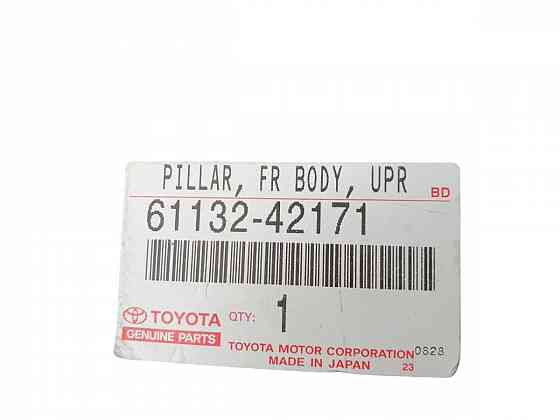 PILLAR, FR BODY, UPR
BD
61132-42171
TOYOTA
GENUINE PARTS
QTY: 1
TOYOTA MOTOR CORPORATION 0823
MADE IN JAPAN 23